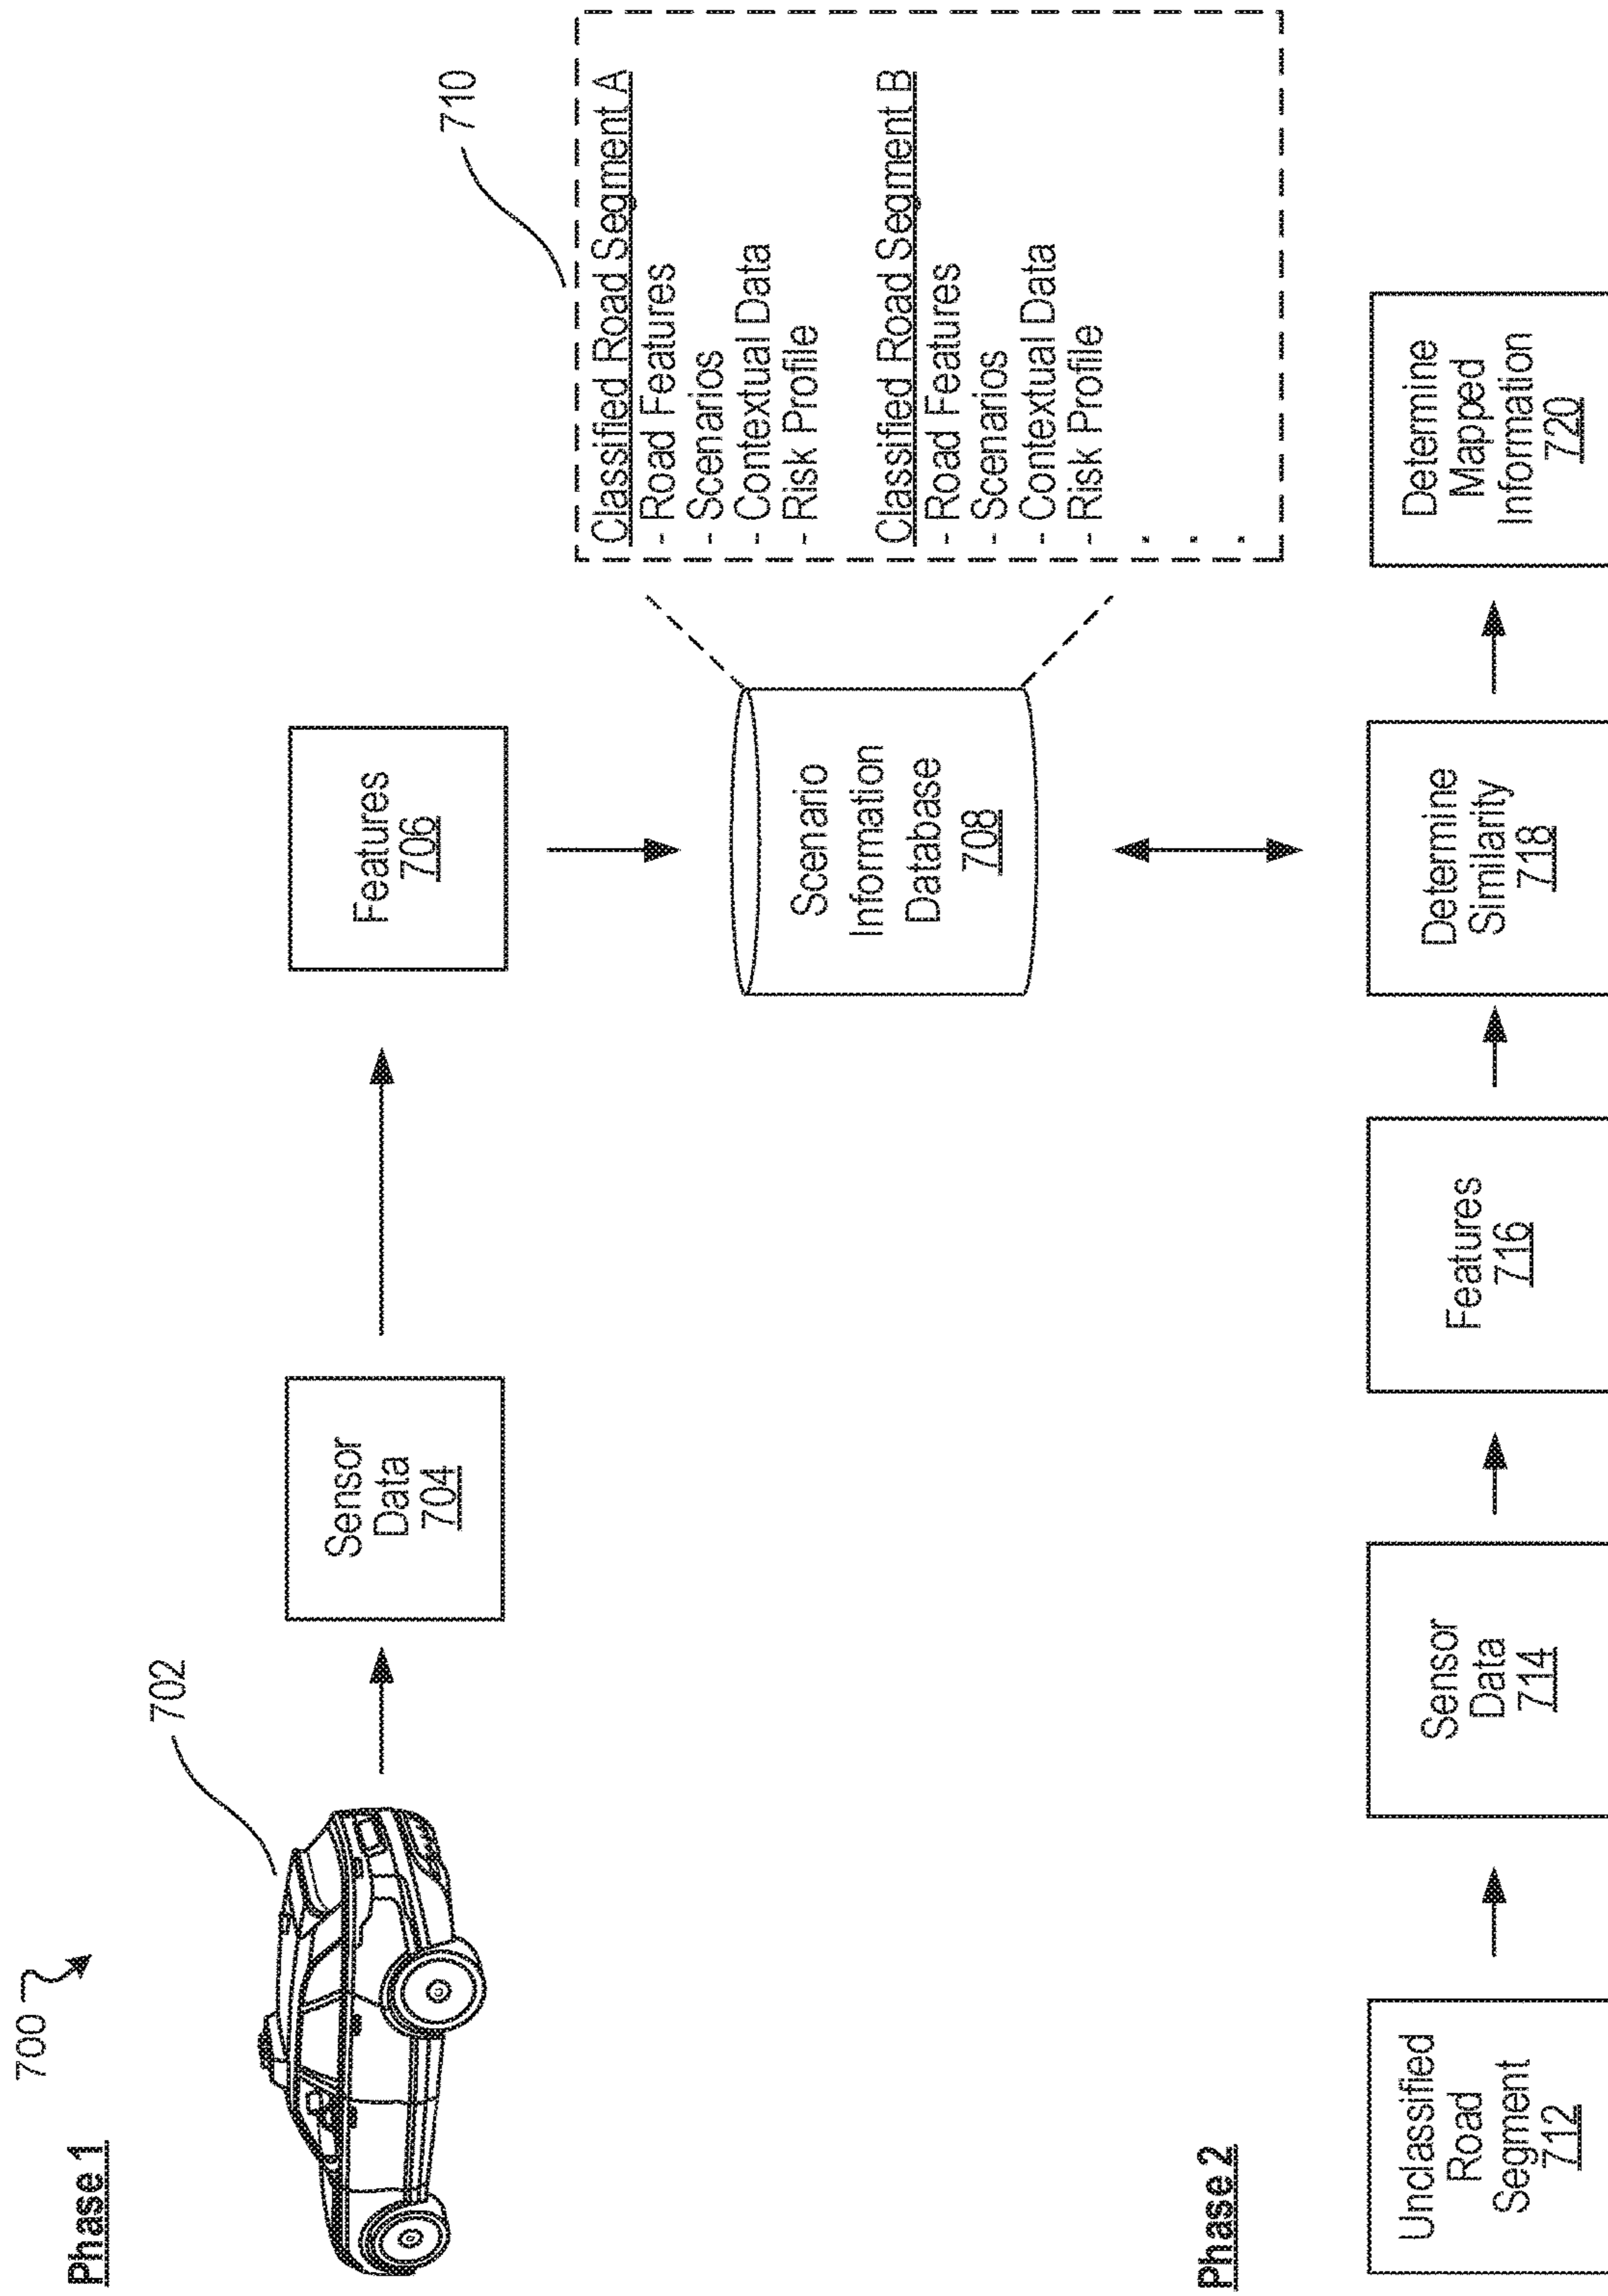 700
Phase 1
702
Sensor
Data
704
Features
706
710
Scenario
Information
Database
708
Classified Road Segment A
- Road Features
- Scenarios
- Contextual Data
- Risk Profile
Classified Road Segment B
- Road Features
- Scenarios
- Contextual Data
- Risk Profile
. . .
Phase 2
Unclassified
Road
Segment
712
Sensor
Data
714
Features
716
Determine
Similarity
718
Determine
Mapped
Information
720